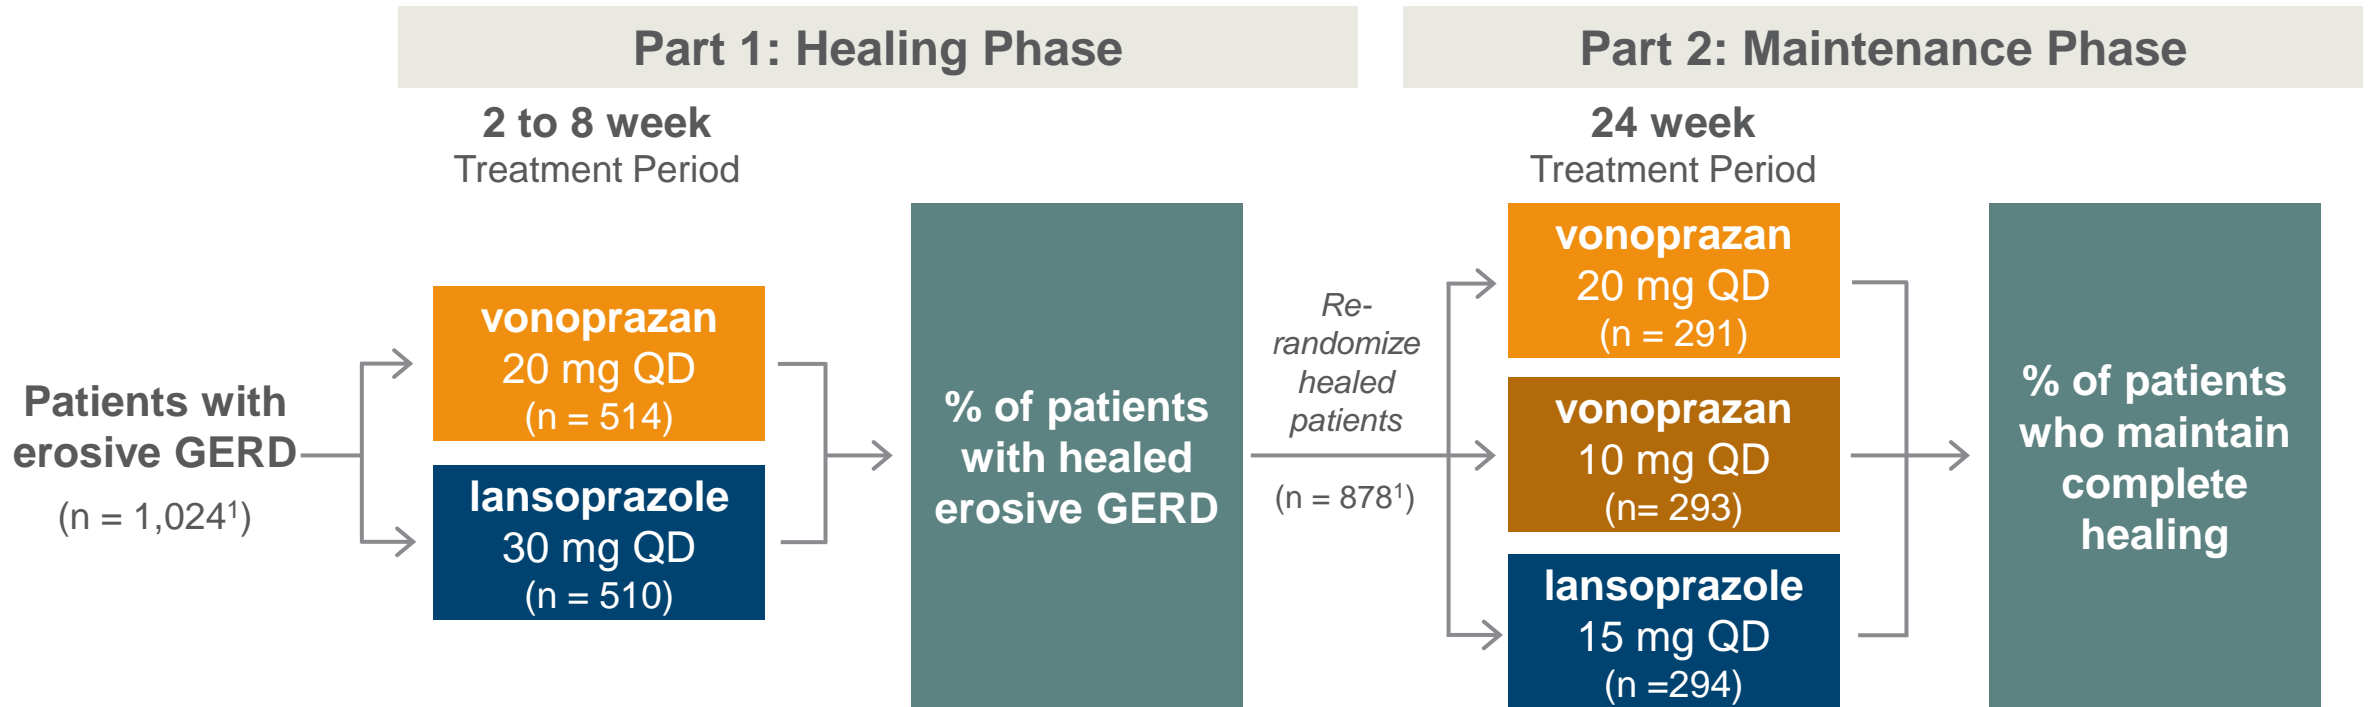 Part 1: Healing Phase
2 to 8 week
Treatment Period
Patients with
erosive GERD
(n = 1,024¹)
vonoprazan
20 mg QD
(n = 514)
lansoprazole
30 mg QD
(n = 510)
% of patients
with healed
erosive GERD
Re-
randomize
healed
patients
(n = 878¹)
Part 2: Maintenance Phase
24 week
Treatment Period
vonoprazan
20 mg QD
(n = 291)
vonoprazan
10 mg QD
(n= 293)
lansoprazole
15 mg QD
(n =294)
% of patients
who maintain
complete
healing